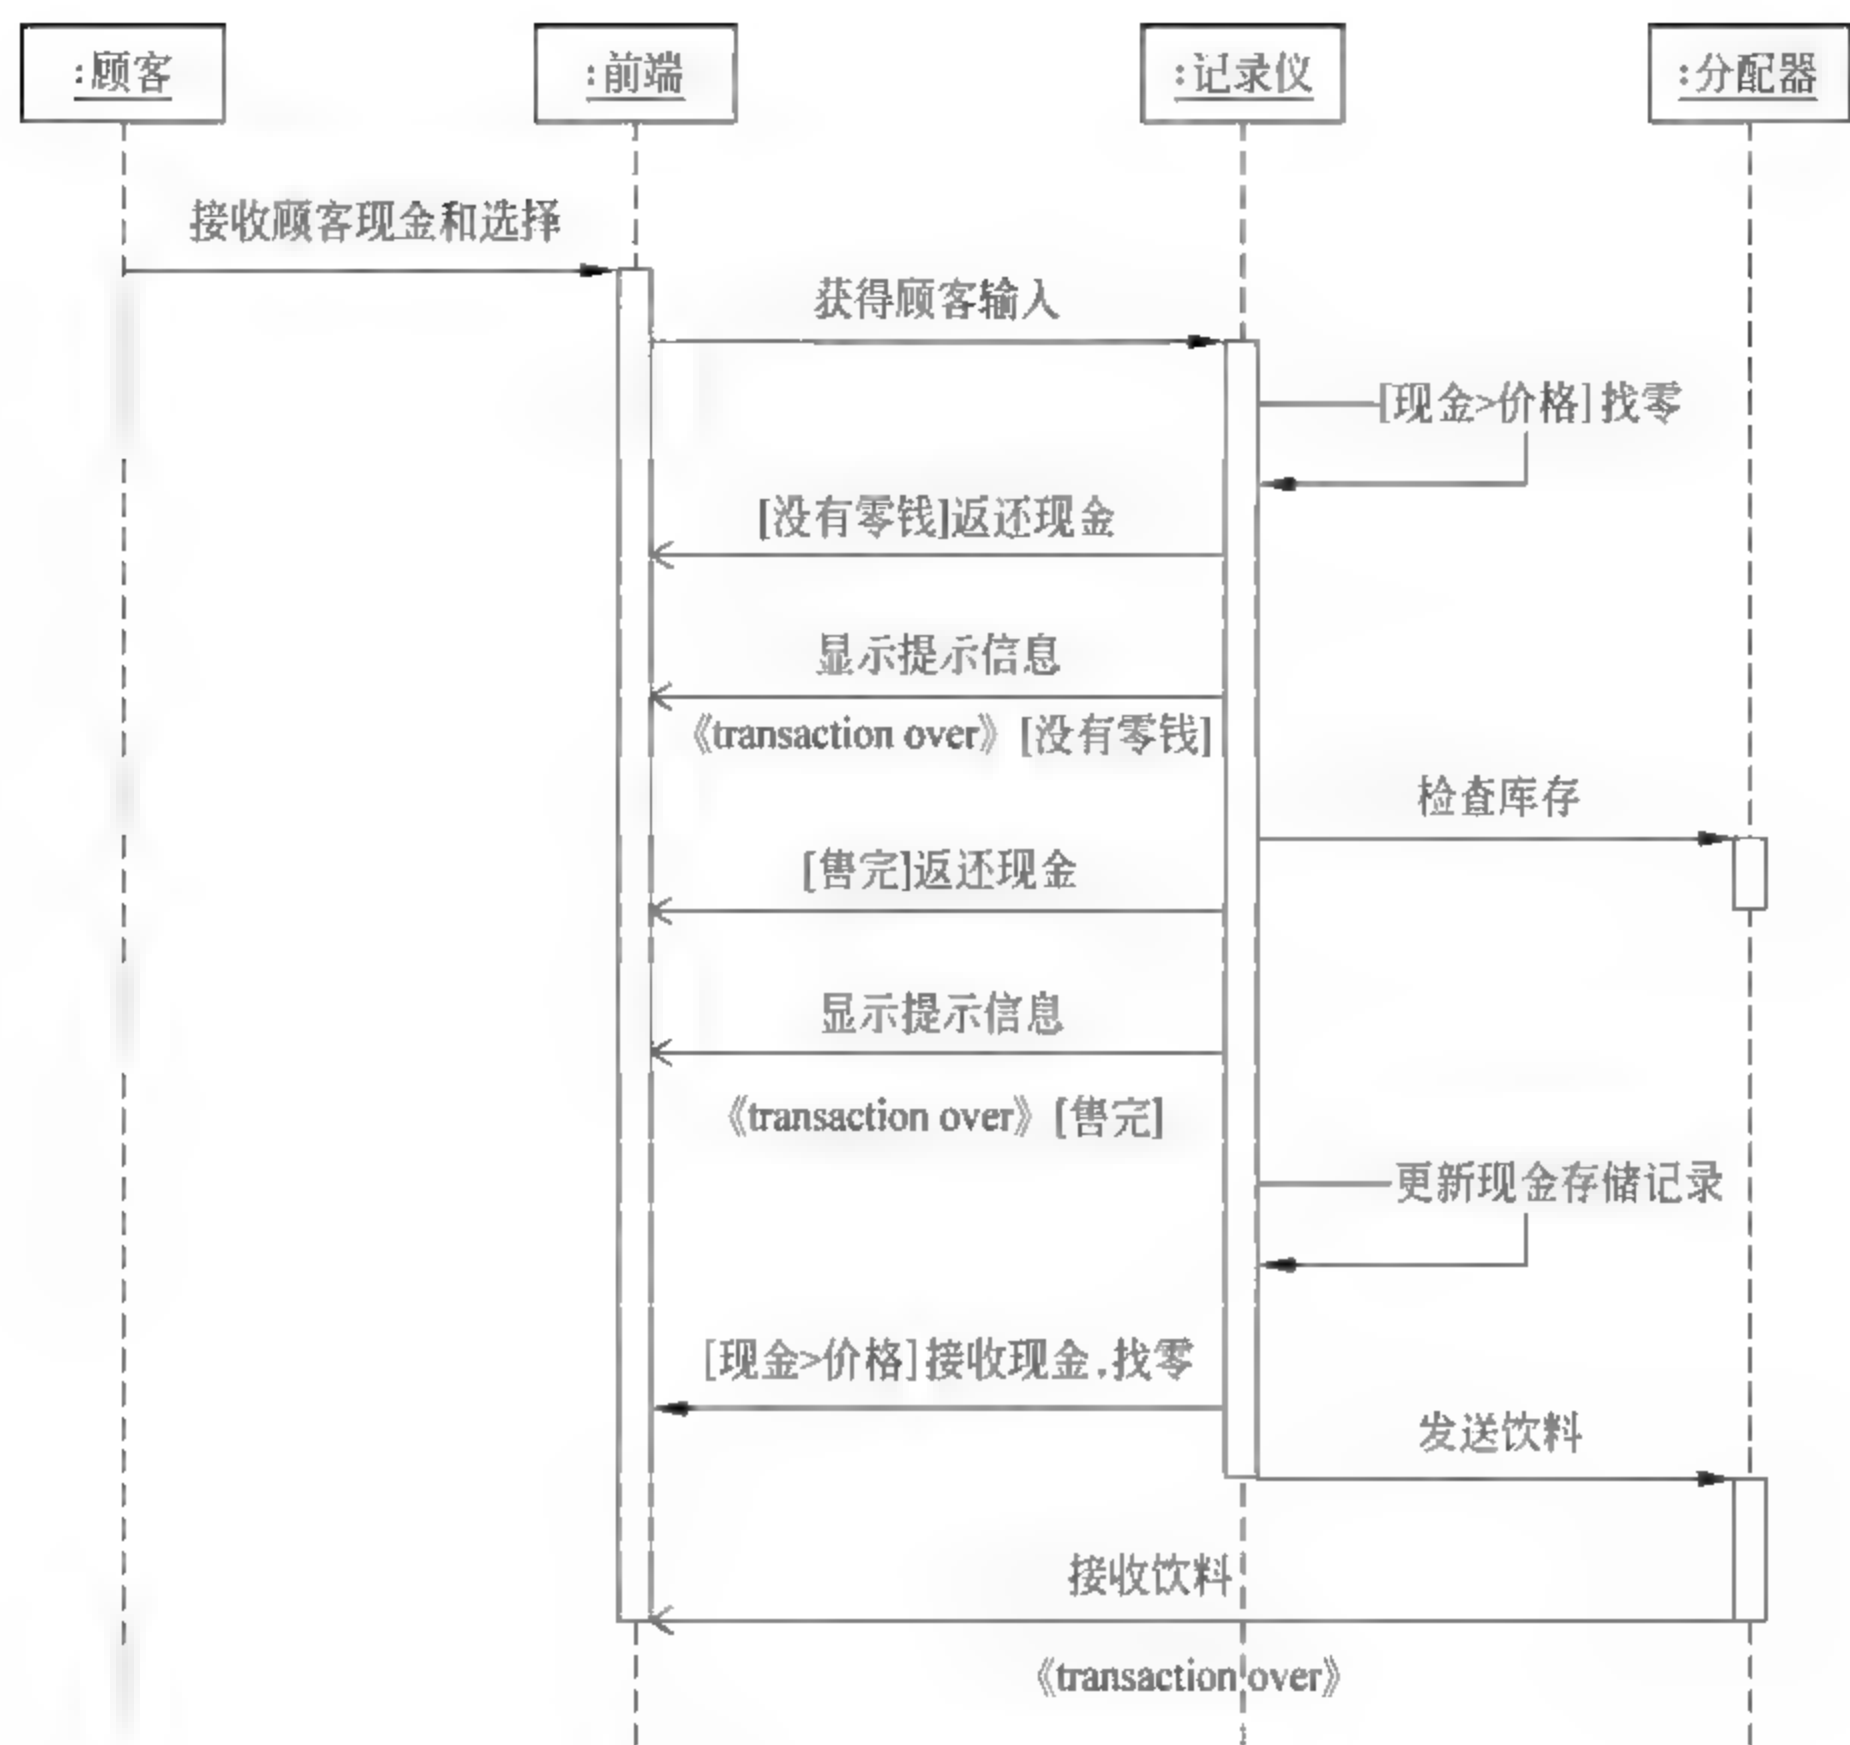 :顾客
:前端
:记录仪
:分配器
接收顾客现金和选择
获得顾客输入
[现金>价格] 找零
[没有零钱]返还现金
显示提示信息
《transaction over》 [没有零钱]
检查库存
[售完]返还现金
显示提示信息
《transaction over》 [售完]
更新现金存储记录
[现金>价格] 接收现金,找零
发送饮料
接收饮料
《transaction over》